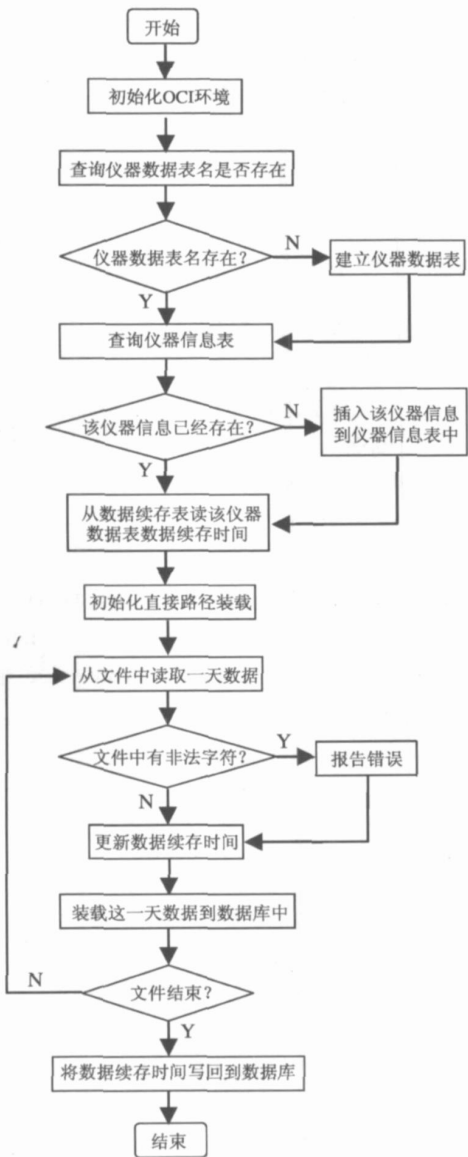 开始
初始化OCI环境
查询仪器数据表名是否存在
仪器数据表名存在?
N
建立仪器数据表
Y
查询仪器信息表
该仪器信息已经存在?
N
插入该仪器信息
到仪器信息表中
Y
从数据续存表读该仪器
数据表数据续存时间
初始化直接路径装载
从文件中读取一天数据
文件中有非法字符?
Y
报告错误
N
更新数据续存时间
装载这一天数据到数据库中
文件结束?
N
Y
将数据续存时间写回到数据库
结束